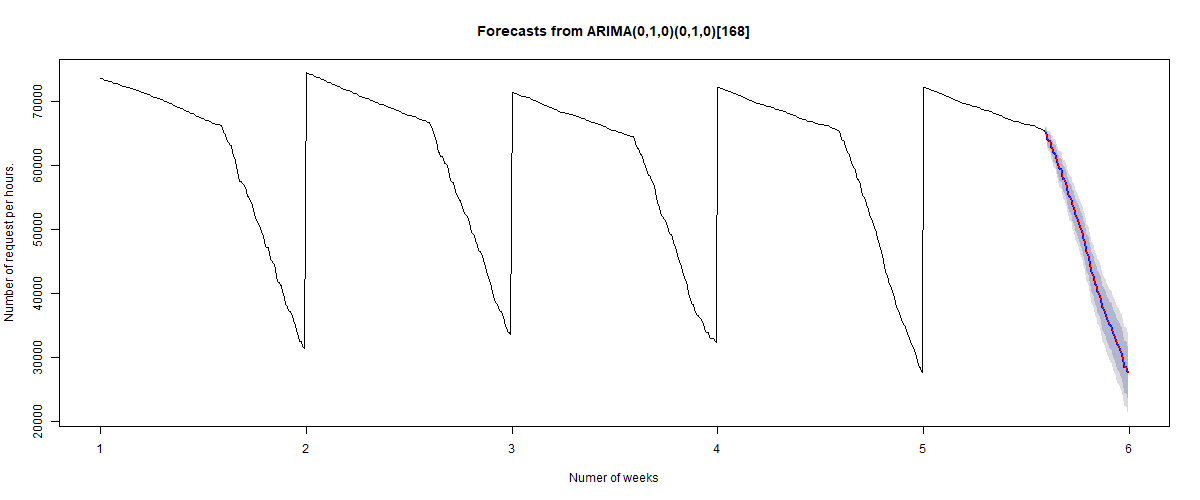 Forecasts from ARIMA(0,1,0)(0,1,0)[168]
Number of request per hours.
70000
60000
50000
40000
30000
20000
1 2 3 4 5 6
Numer of weeks